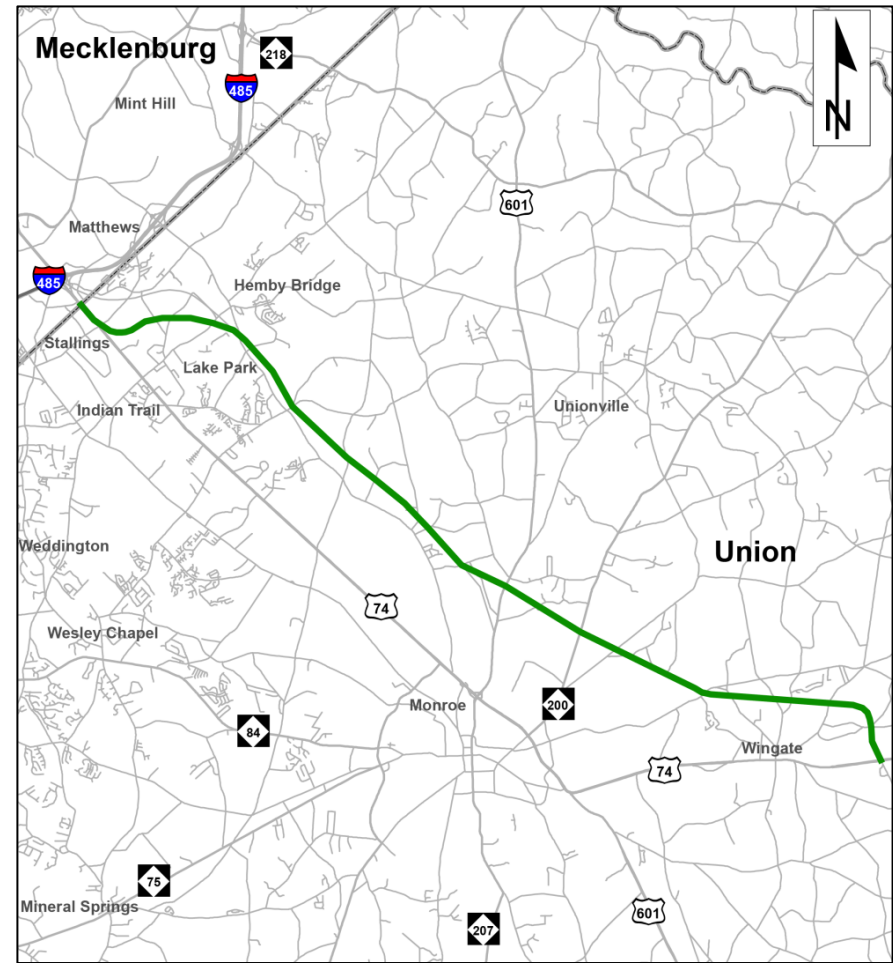 Mecklenburg
218
N
485
Mint Hill
601
Matthews
485
Hemby Bridge
Stallings
Lake Park
Indian Trail
Unionville
Weddington
Union
74
Wesley Chapel
Monroe
200
84
Wingate
74
75
Mineral Springs
601
207